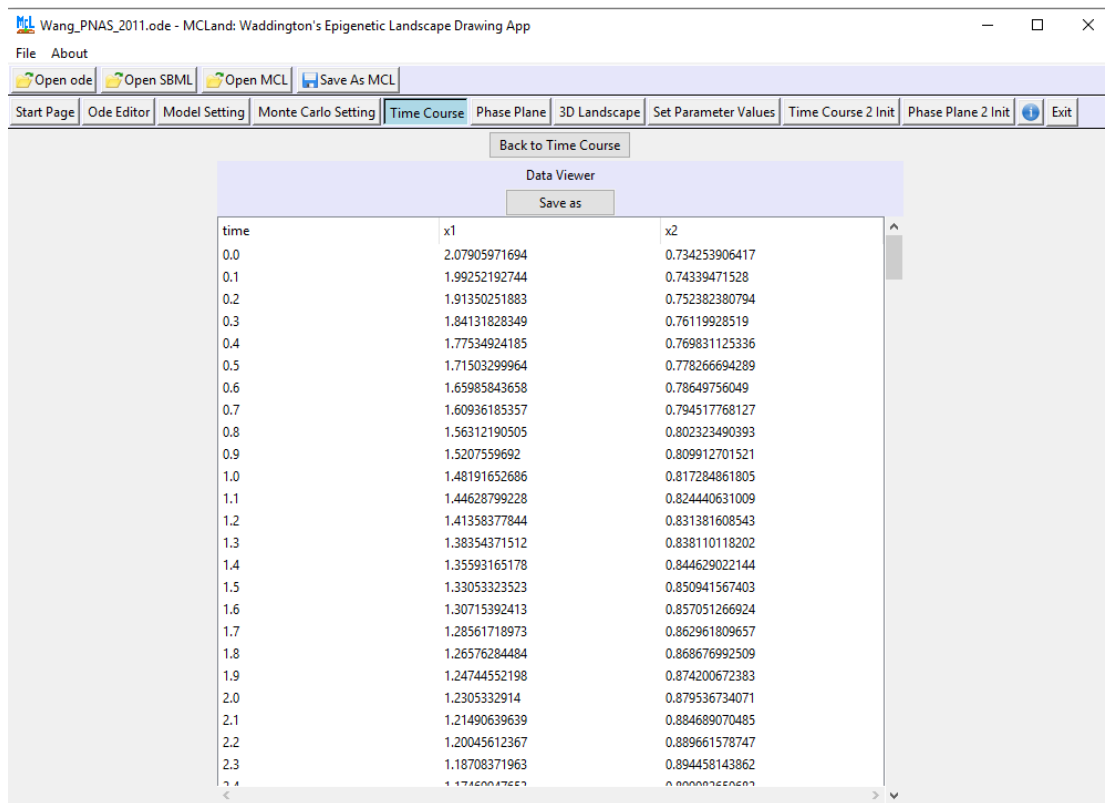 Wang_PNAS_2011.ode - MCLand: Waddington's Epigenetic Landscape Drawing App
File About
Open ode Open SBML Open MCL Save As MCL
Start Page Ode Editor Model Setting Monte Carlo Setting Time Course Phase Plane 3D Landscape Set Parameter Values Time Course 2 Init Phase Plane 2 Init Exit
Back to Time Course
Data Viewer
Save as
time x1 x2
0.0 2.07905971694 0.734253906417
0.1 1.99252192744 0.74339471528
0.2 1.91350251883 0.752382380794
0.3 1.84131828349 0.76119928519
0.4 1.77534924185 0.769831125336
0.5 1.71503299964 0.778266694289
0.6 1.65985843658 0.78649756049
0.7 1.60936185357 0.794517768127
0.8 1.56312190505 0.802323490393
0.9 1.5207559692 0.809912701521
1.0 1.48191652686 0.817284861805
1.1 1.44628799228 0.824440631009
1.2 1.41358377844 0.831381608543
1.3 1.38354371512 0.838110118202
1.4 1.35593165178 0.844629022144
1.5 1.33053323523 0.850941567403
1.6 1.30715392413 0.857051266924
1.7 1.28561718973 0.862961809657
1.8 1.26576284484 0.868676992509
1.9 1.24744552198 0.874200672383
2.0 1.2305332914 0.879536734071
2.1 1.21490639639 0.884689070485
2.2 1.20045612367 0.889661578747
2.3 1.18708371963 0.894458143862